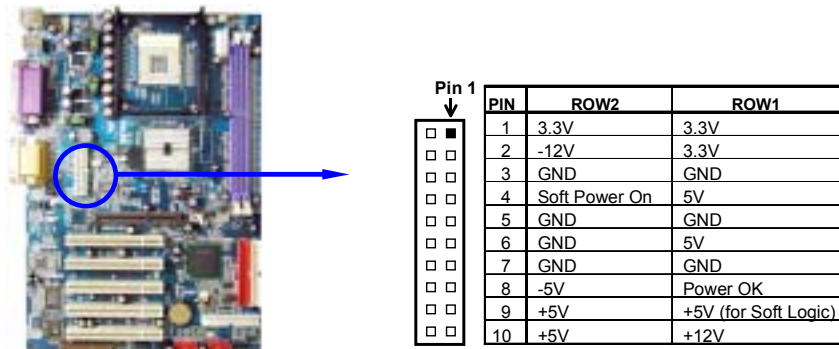 Pin 1
PIN ROW2 ROW1
1 3.3V 3.3V
2 -12V 3.3V
3 GND GND
4 Soft Power On 5V
5 GND GND
6 GND 5V
7 GND GND
8 -5V Power OK
9 +5V +5V (for Soft Logic)
10 +5V +12V